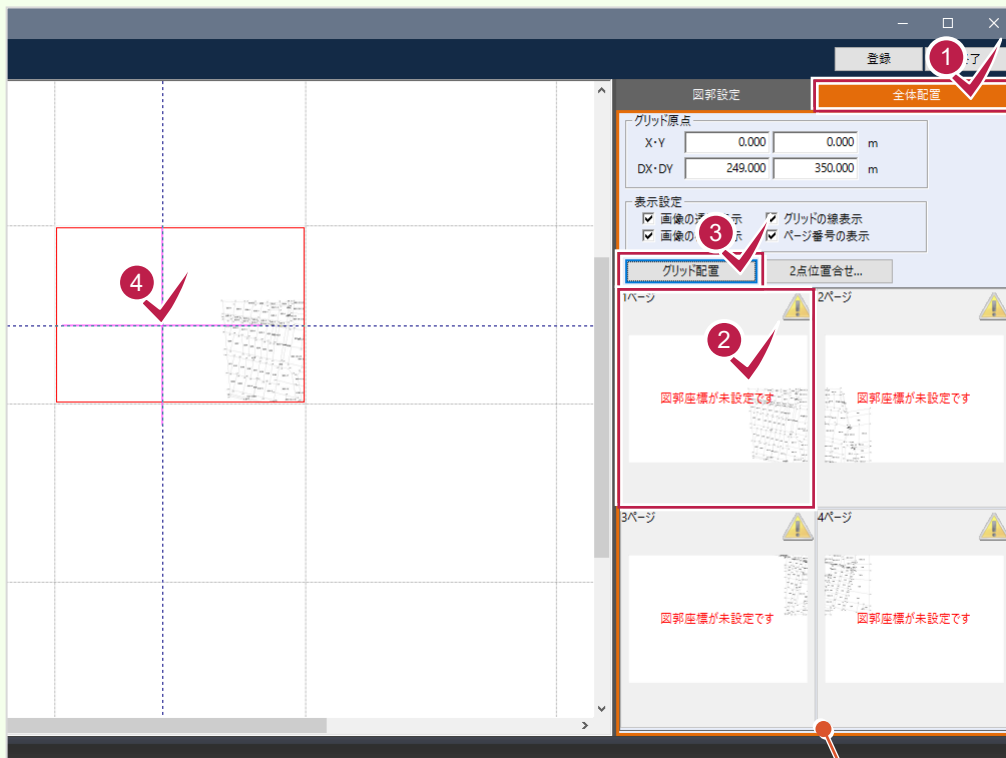 登録
了
1
図郭設定
全体配置
グリッド原点
X・Y 0.000 0.000 m
DX・DY 249.000 350.000 m
表示設定
画像の 表示 グリッドの線表示
画像の 示 ページ番号の表示
3
グリッド配置
2点位置合せ...
4
1ページ
2ページ
2
図郭座標が未設定です
図郭座標が未設定です
3ページ
4ページ
図郭座標が未設定です
図郭座標が未設定です